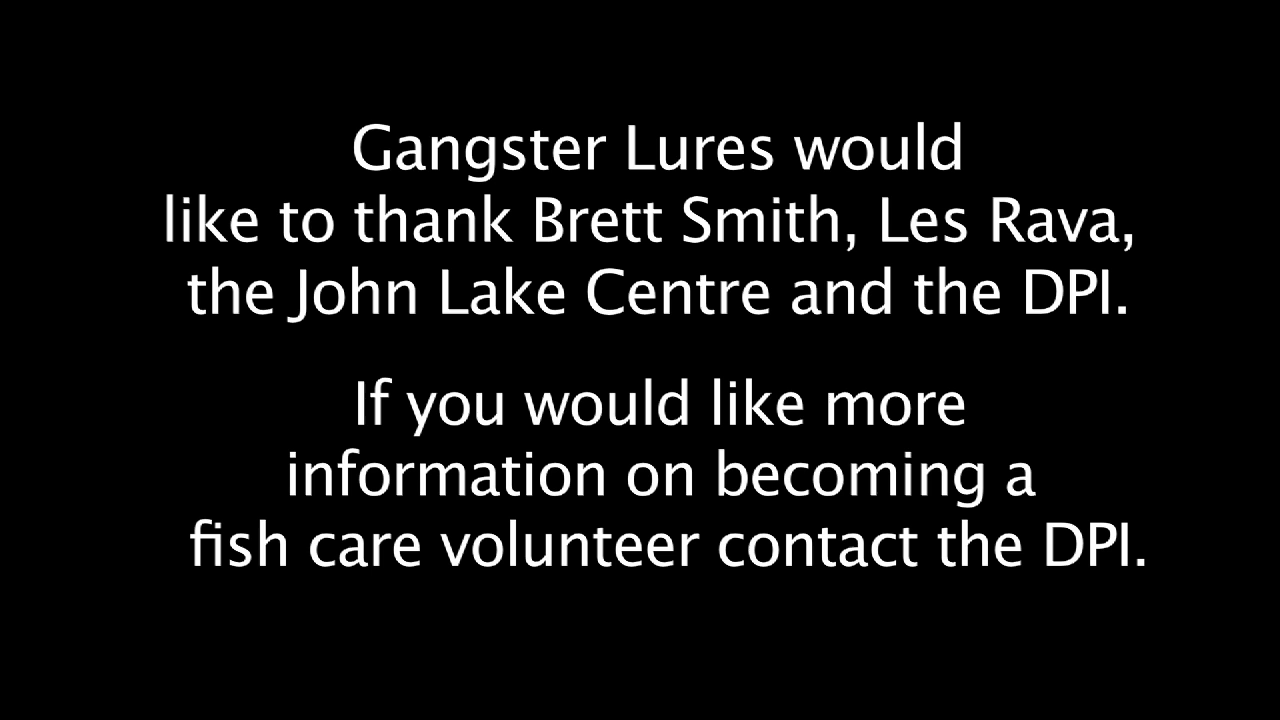 Gangster Lures would
like to thank Brett Smith, Les Rava,
the John Lake Centre and the DPI.
If you would like more
information on becoming a
fish care volunteer contact the DPI.